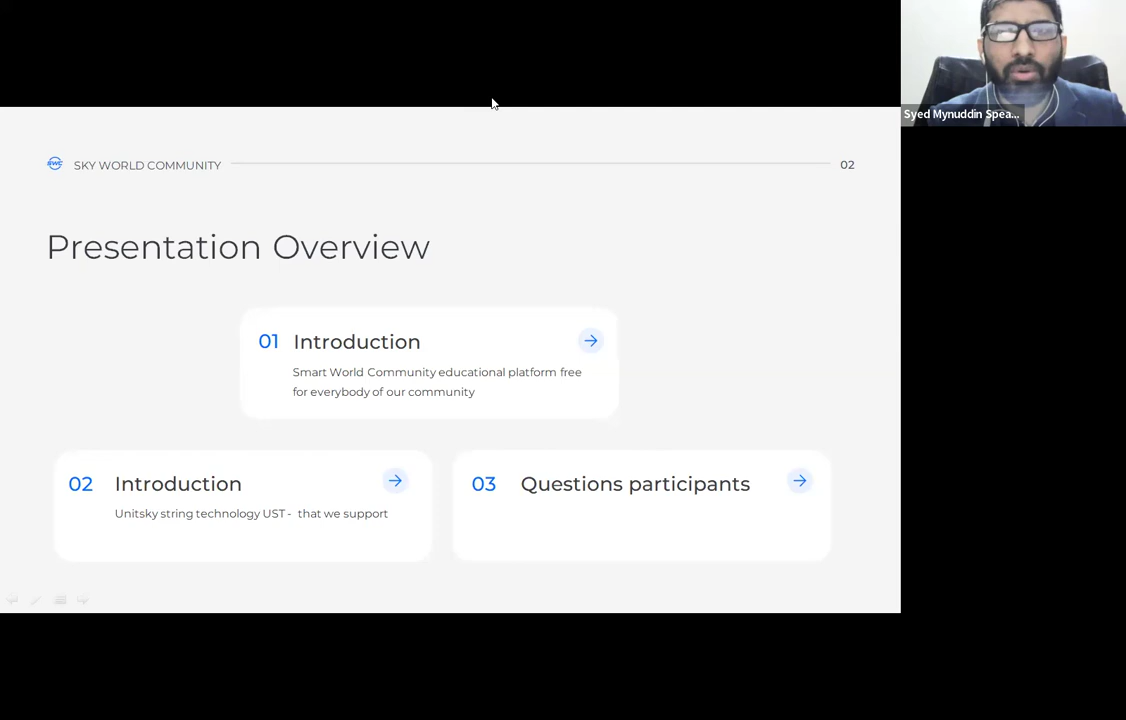 Syed Mynuddin Spea...
SWC
SKY WORLD COMMUNITY
02
Presentation Overview
01 Introduction
Smart World Community educational platform free
for everybody of our community
02 Introduction
Unitsky string technology UST - that we support
03 Questions participants